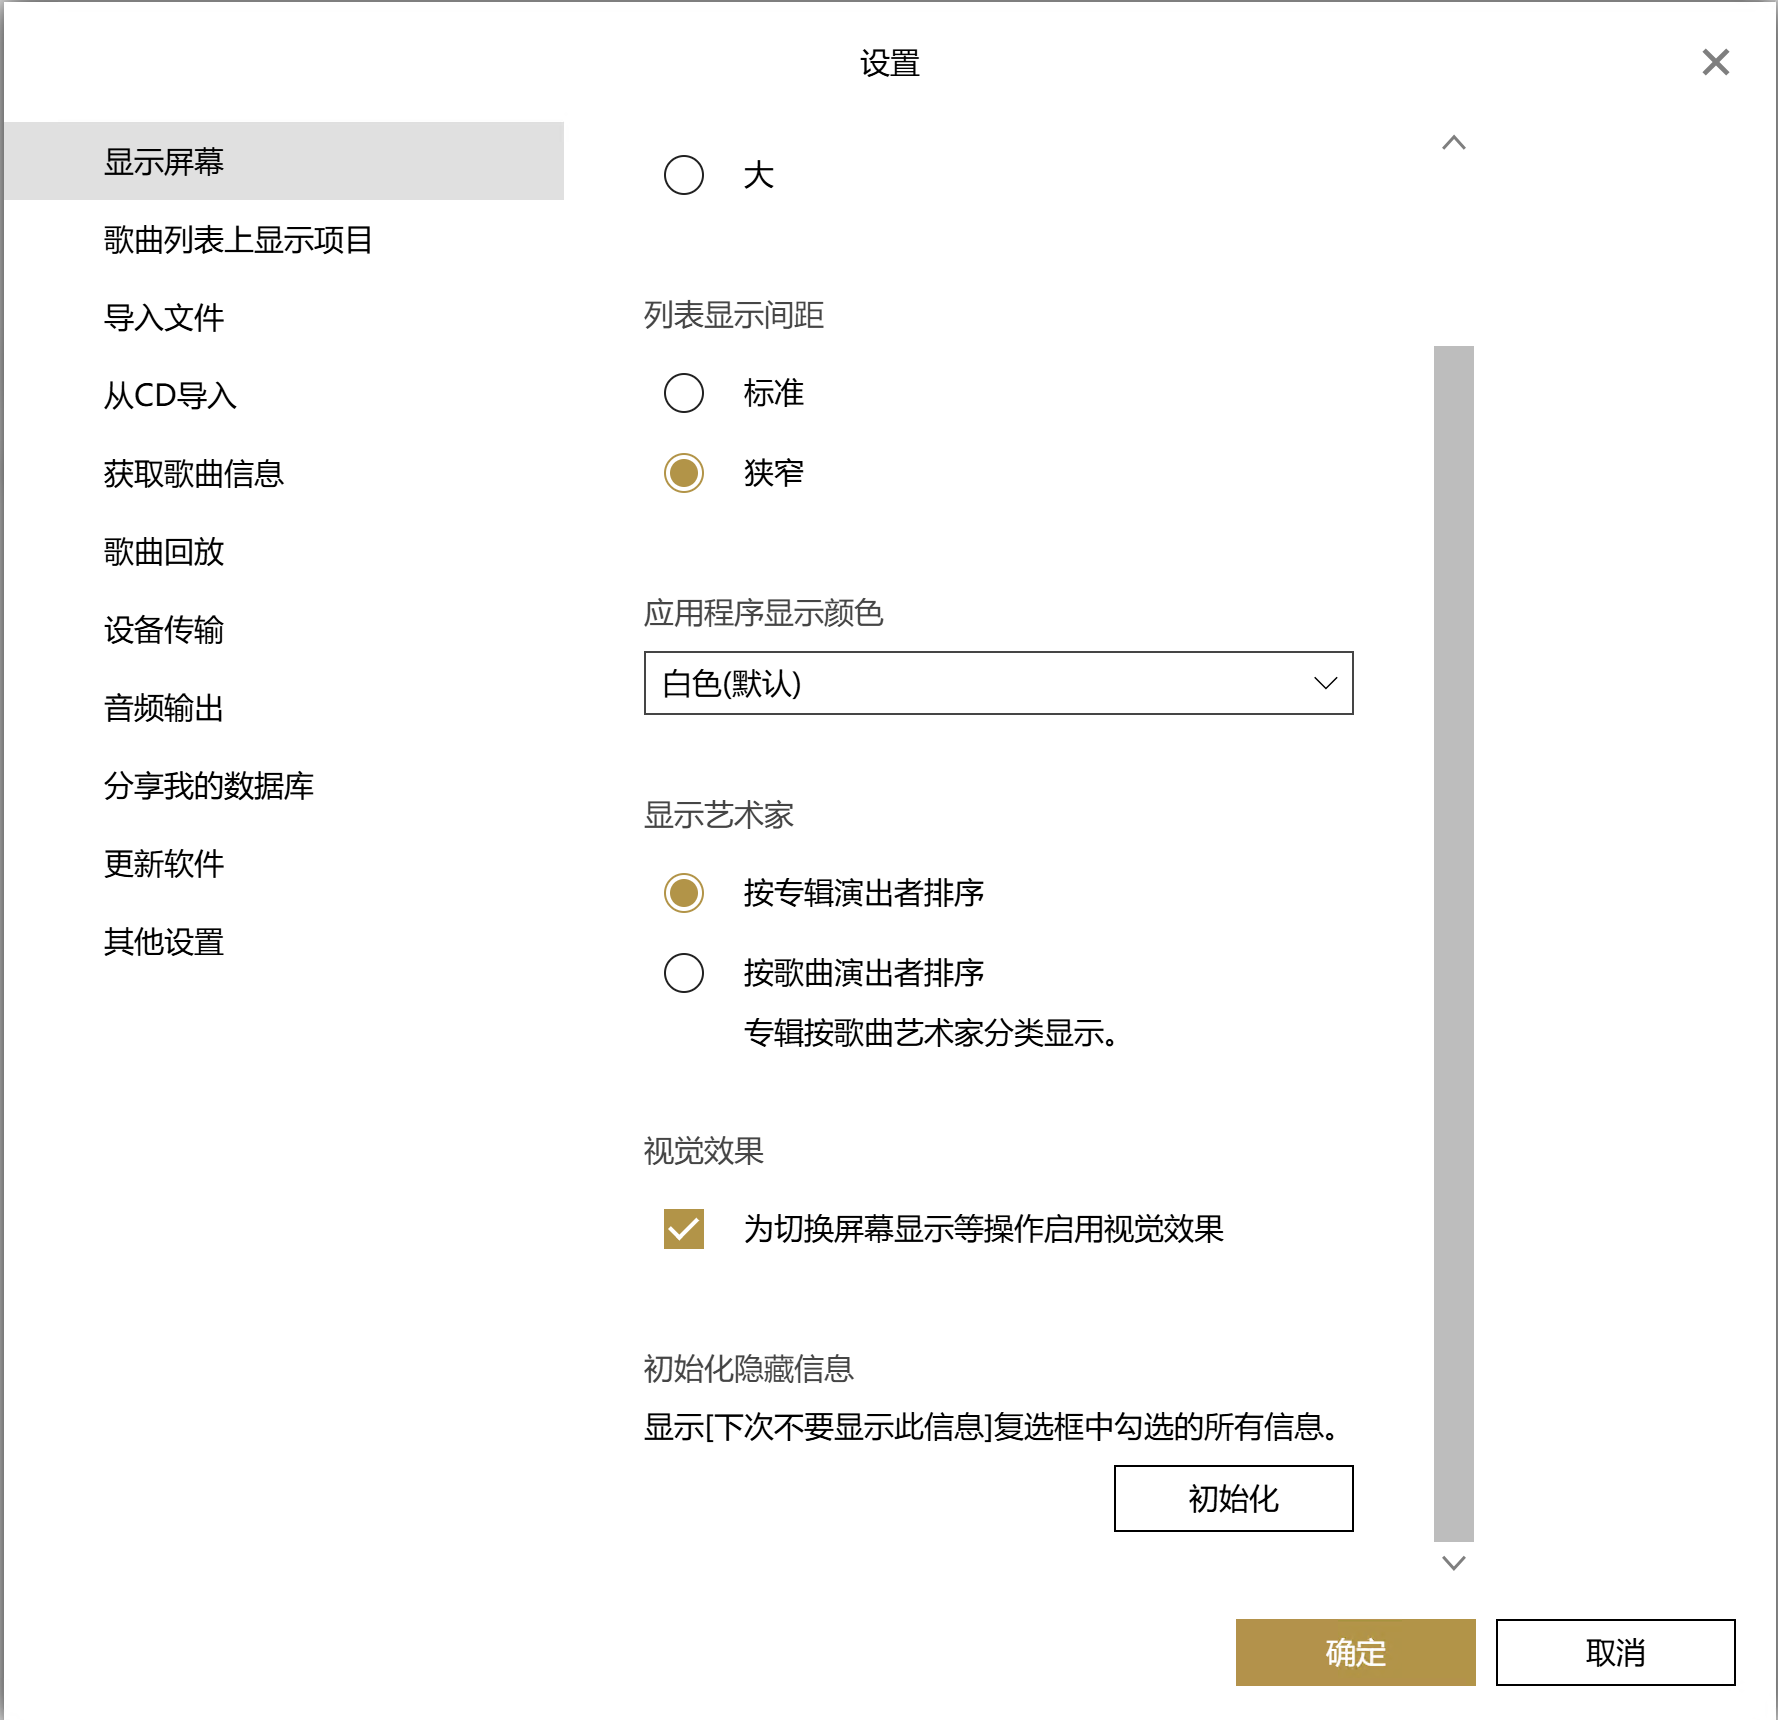 设置
显示屏幕
歌曲列表上显示项目
导入文件
从CD导入
获取歌曲信息
歌曲回放
设备传输
音频输出
分享我的数据库
更新软件
其他设置
大
列表显示间距
标准
狭窄
应用程序显示颜色
白色(默认)
显示艺术家
按专辑演出者排序
按歌曲演出者排序
专辑按歌曲艺术家分类显示。
视觉效果
为切换屏幕显示等操作启用视觉效果
初始化隐藏信息
显示[下次不要显示此信息]复选框中勾选的所有信息。
初始化
确定
取消